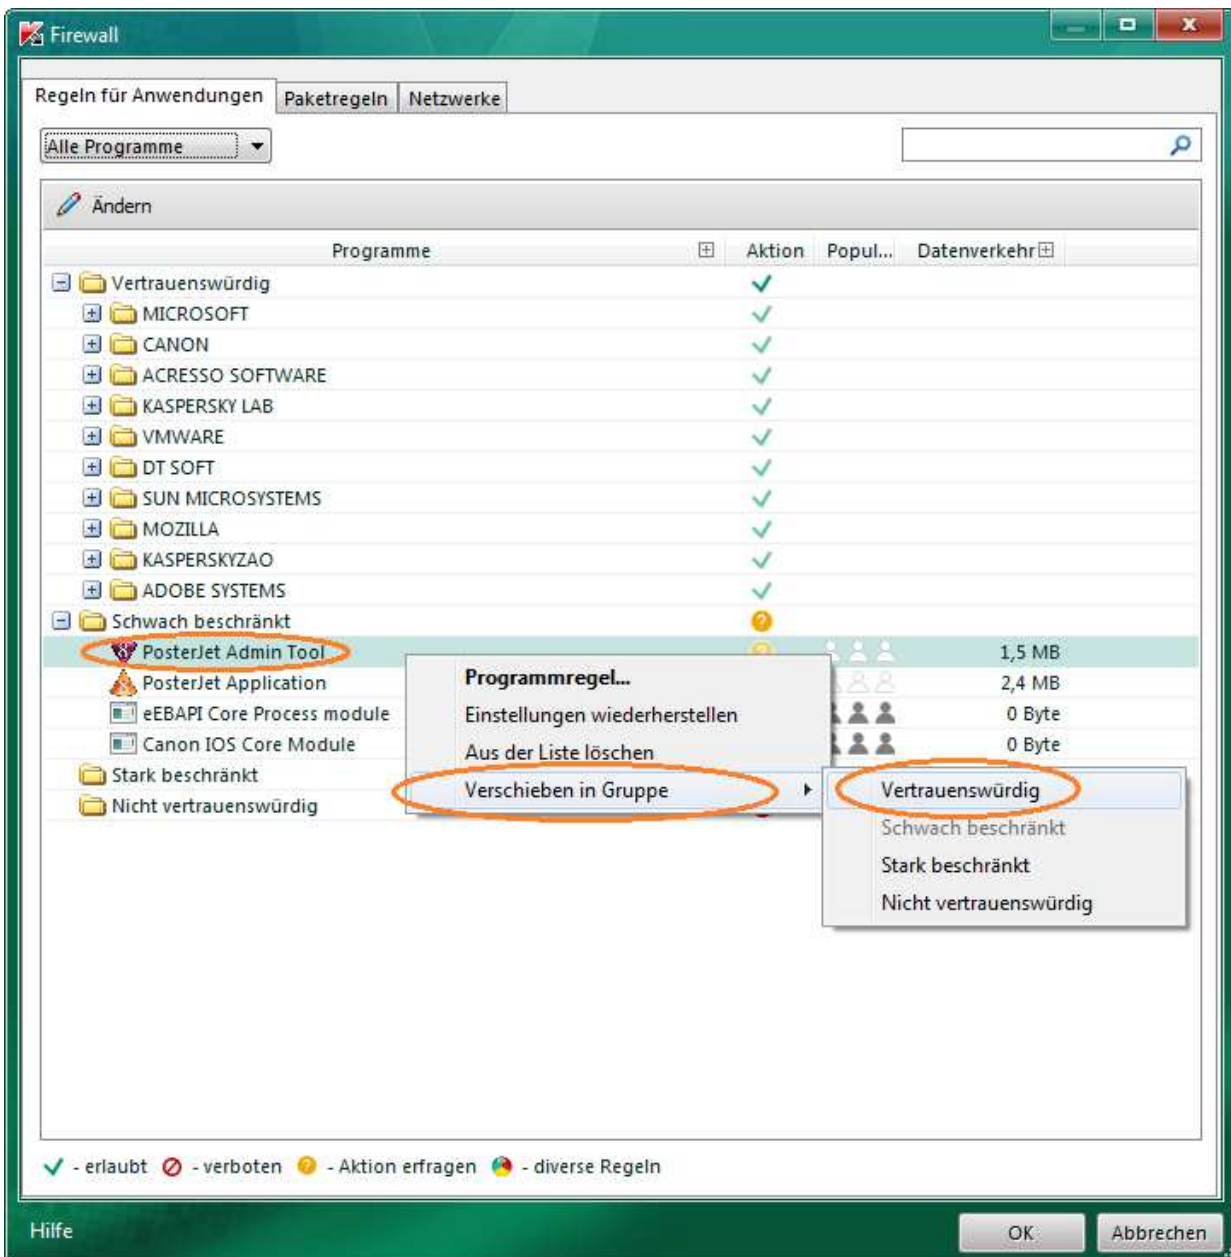 Firewall
Regeln für Anwendungen Paketregeln Netzwerke
Alle Programme
Ändern
Programme Aktion Popul... Datenverkehr
Vertrauenswürdig
MICROSOFT
CANON
ACRESSO SOFTWARE
KASPERSKY LAB
VMWARE
DT SOFT
SUN MICROSYSTEMS
MOZILLA
KASPERSKYZAO
ADOBE SYSTEMS
Schwach beschränkt
PosterJet Admin Tool 1,5 MB
PosterJet Application 2,4 MB
eEBAPI Core Process module 0 Byte
Canon IOS Core Module 0 Byte
Stark beschränkt
Nicht vertrauenswürdig
Programmregel...
Einstellungen wiederherstellen
Aus der Liste löschen
Verschieben in Gruppe
Vertrauenswürdig
Schwach beschränkt
Stark beschränkt
Nicht vertrauenswürdig
- erlaubt - verboten - Aktion erfragen - diverse Regeln
Hilfe OK Abbrechen